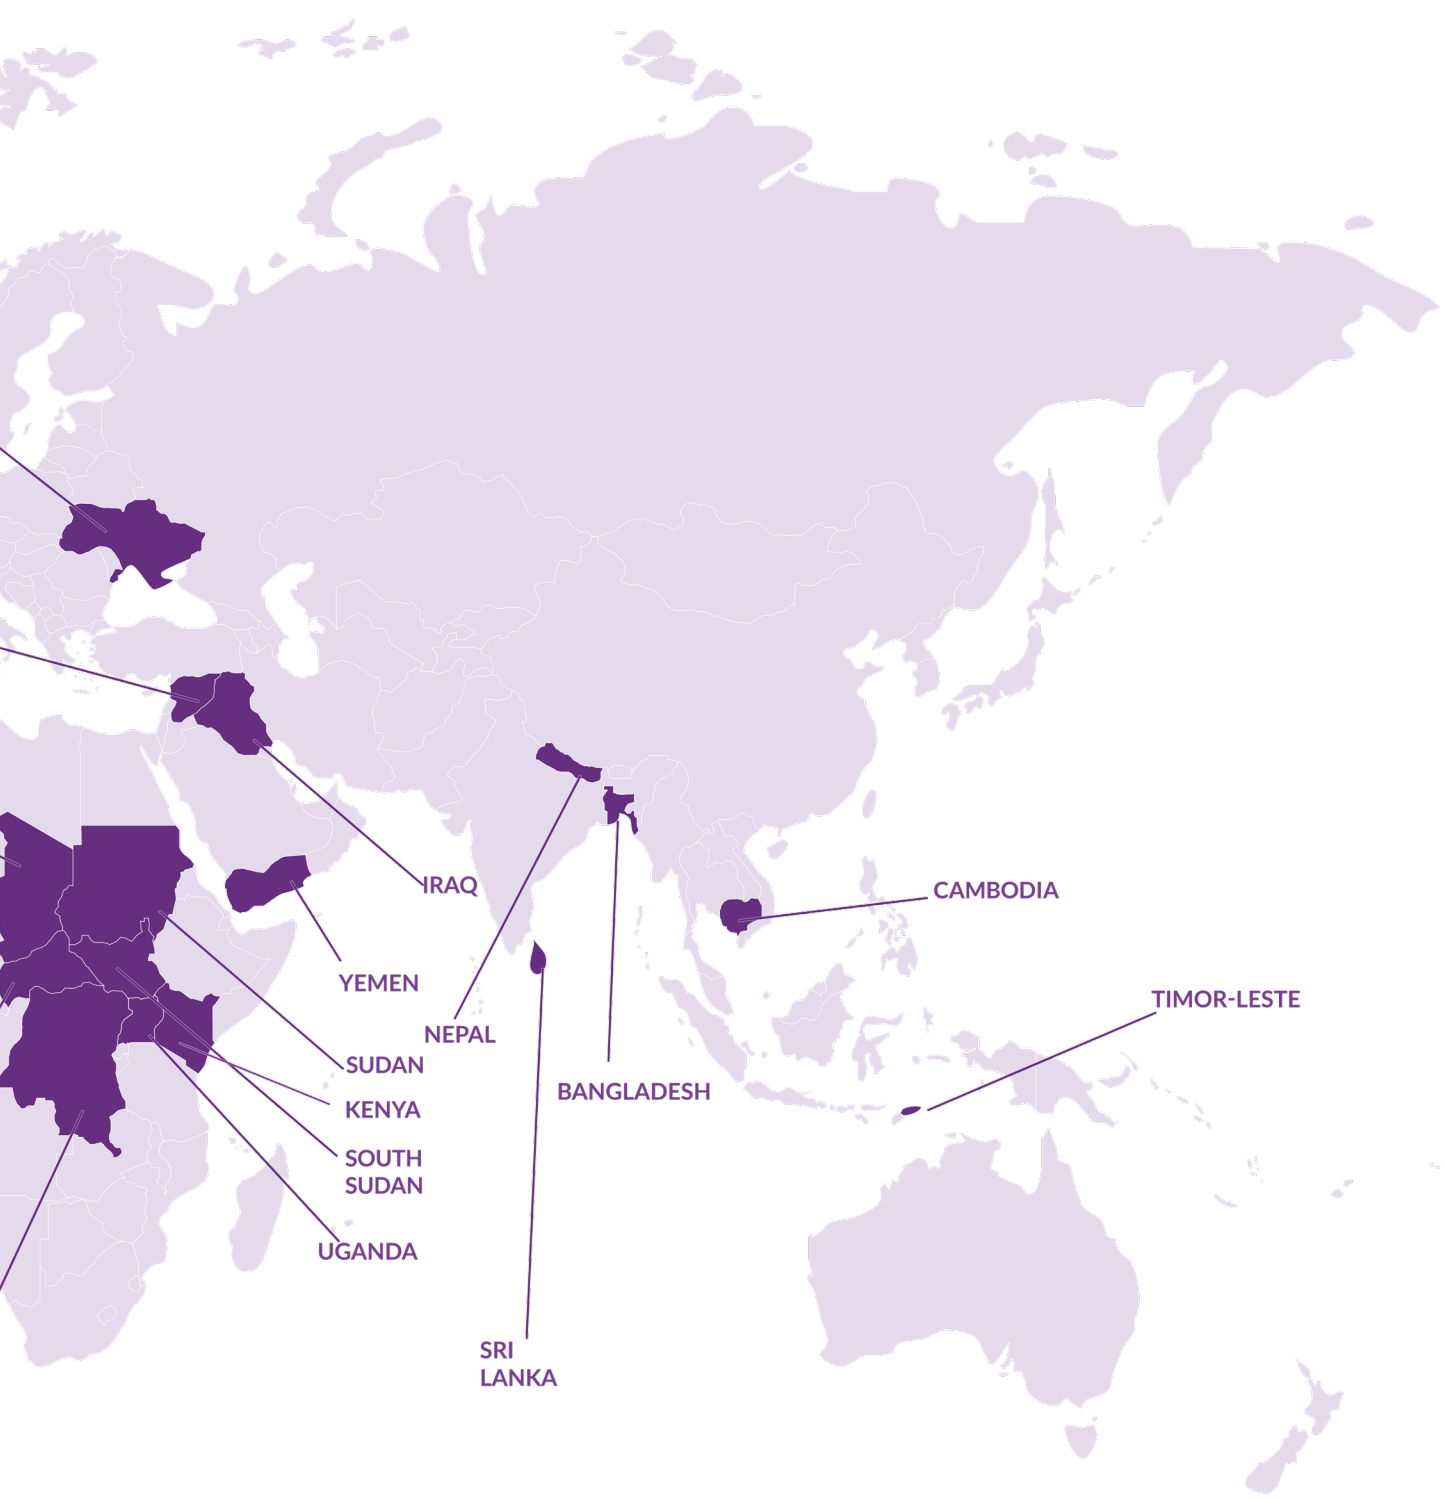 IRAQ
CAMBODIA
YEMEN
TIMOR-LESTE
NEPAL
SUDAN
BANGLADESH
KENYA
SOUTH
SUDAN
UGANDA
SRI
LANKA